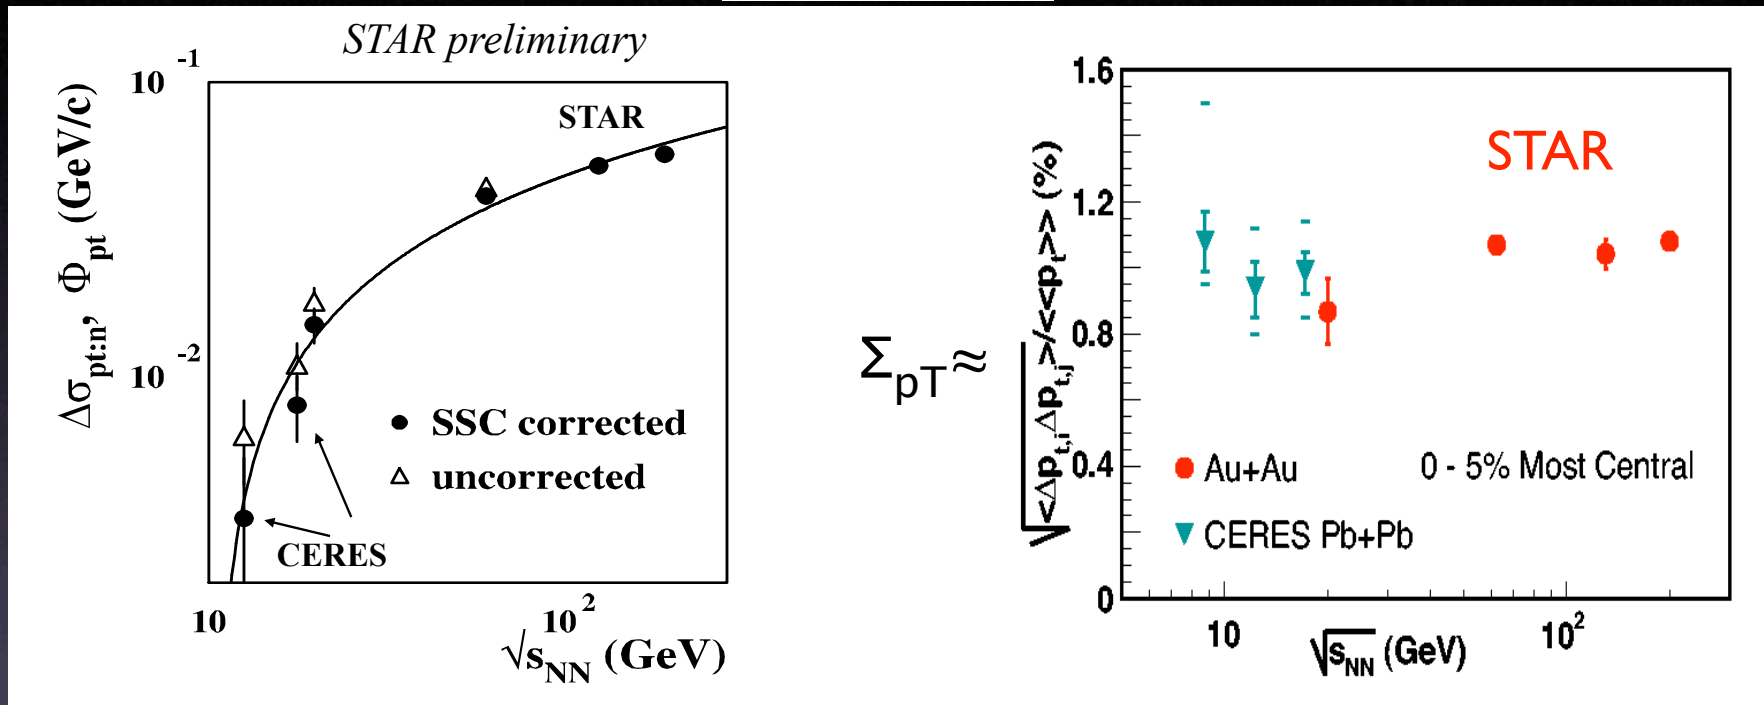 STAR preliminary
10 -1
STAR
Δσpt:n, Φpt (GeV/c)
10 -2
SSC corrected
uncorrected
CERES
10
10 2
√sNN (GeV)
ΣpT≈
√<Δpt,iΔpt,j>/<<pt>> (%)
1.6
STAR
1.2
0.8
0.4
Au+Au
0 - 5% Most Central
CERES Pb+Pb
0
10
10 2
√sNN (GeV)